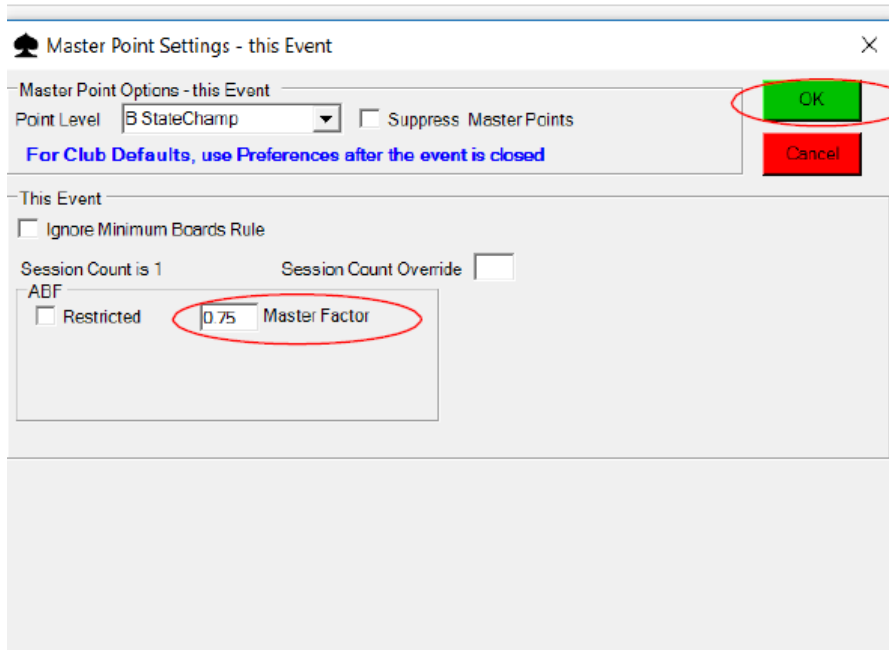 Master Point Settings - this Event
Master Point Options - this Event
OK
Point Level B StateChamp Suppress Master Points
For Club Defaults, use Preferences after the event is closed
Cancel
This Event
Ignore Minimum Boards Rule
Session Count is 1 Session Count Override
ABF
Restricted 0.75 Master Factor